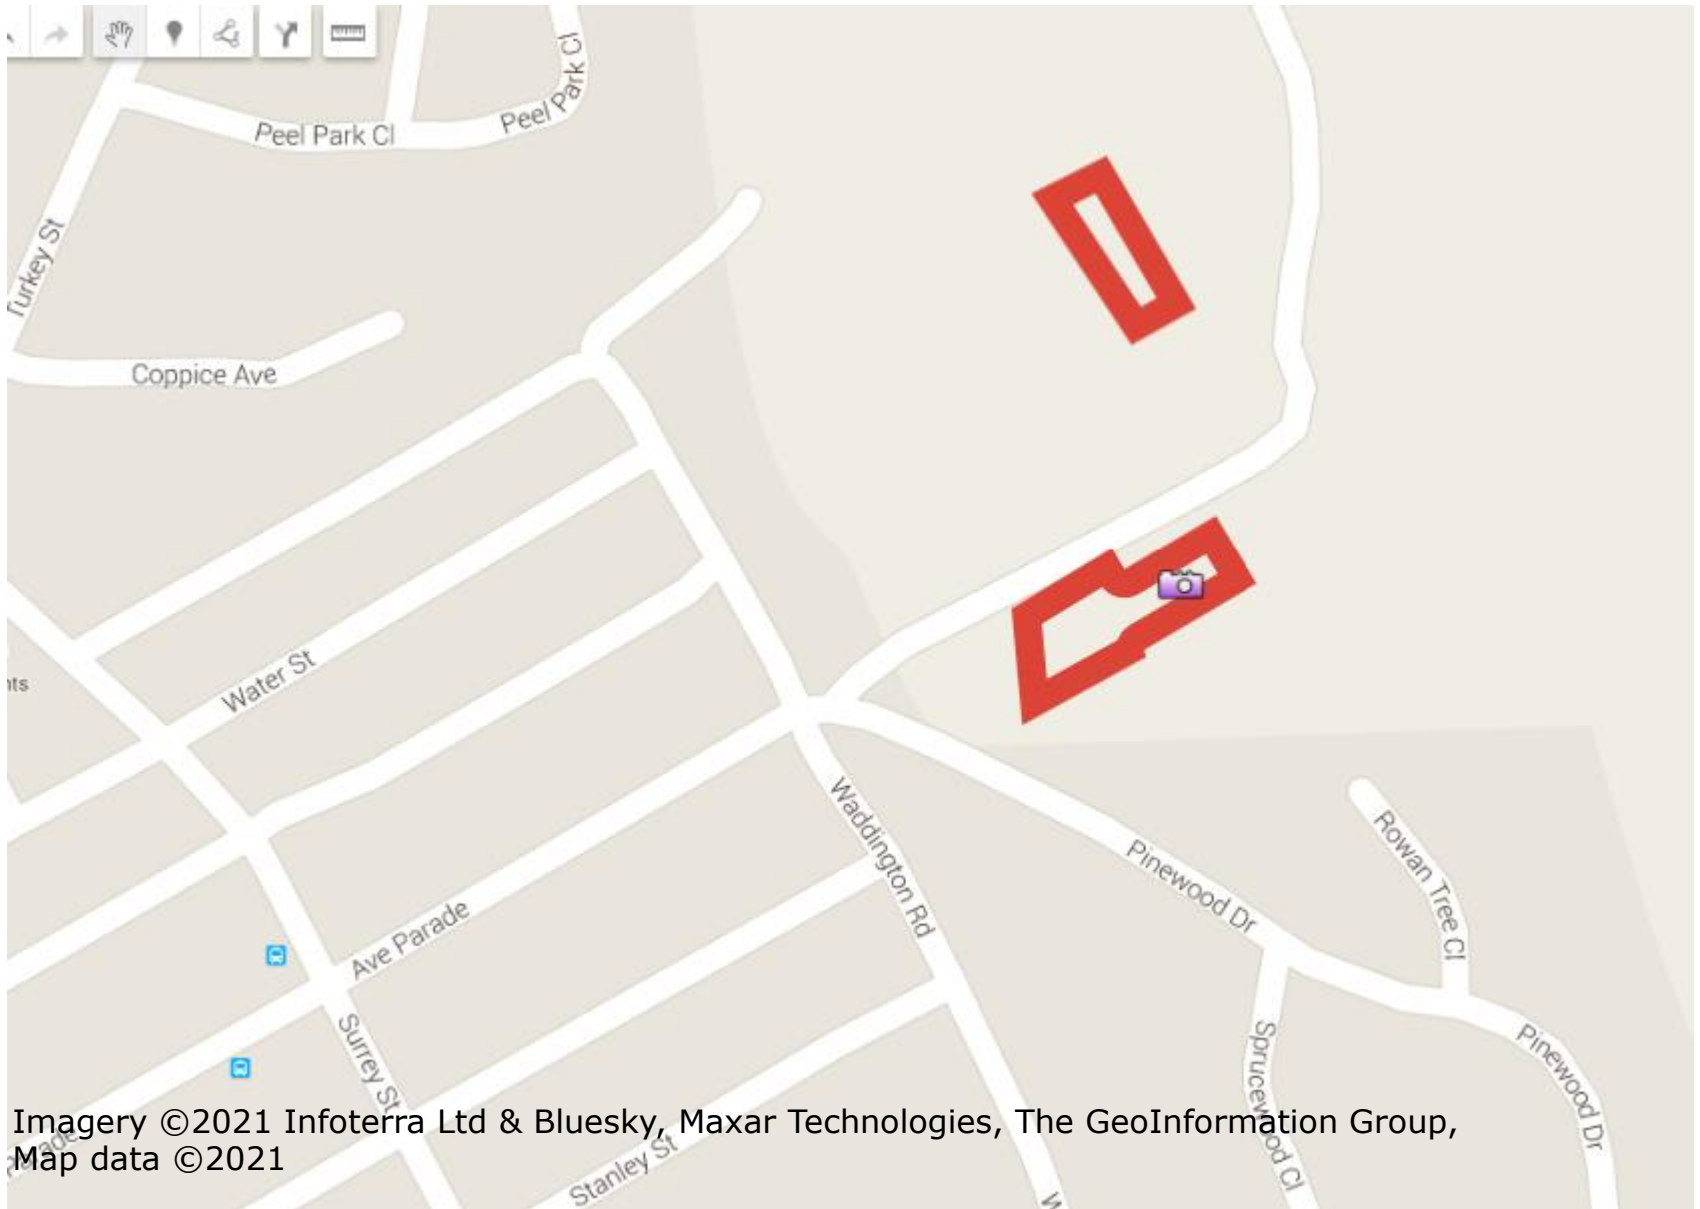 Peel Park Cl
Peel Park Cl
Turkey St
Coppice Ave
Water St
nts
Waddington Rd
Pinewood Dr
Rowan Tree Cl
Ave Parade
Surrey St
Sprucewood Cl
Pinewood Dr
Imagery ©2021 Infoterra Ltd & Bluesky, Maxar Technologies, The GeoInformation Group,
Map data ©2021
Parade
Stanley St
W